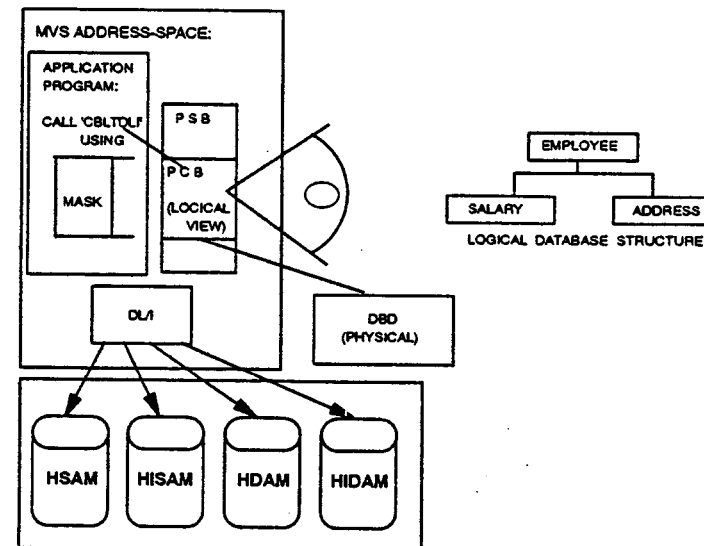 MVS ADDRESS-SPACE:
APPLICATION
PROGRAM:
CALL 'CBLTDLI'
USING
MASK
P S B
P C B
(LOGICAL
VIEW)
DL/I
DBD
(PHYSICAL)
EMPLOYEE
SALARY
ADDRESS
LOGICAL DATABASE STRUCTURE
HSAM
HISAM
HDAM
HIDAM